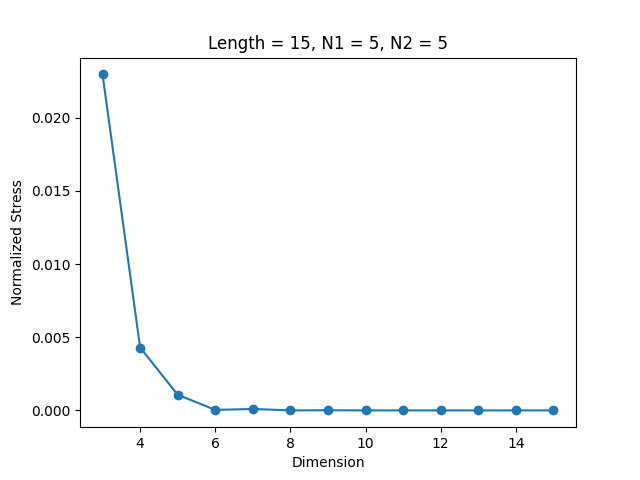 Length = 15, N1 = 5, N2 = 5
Normalized Stress
0.020
0.015
0.010
0.005
0.000
4 6 8 10 12 14
Dimension